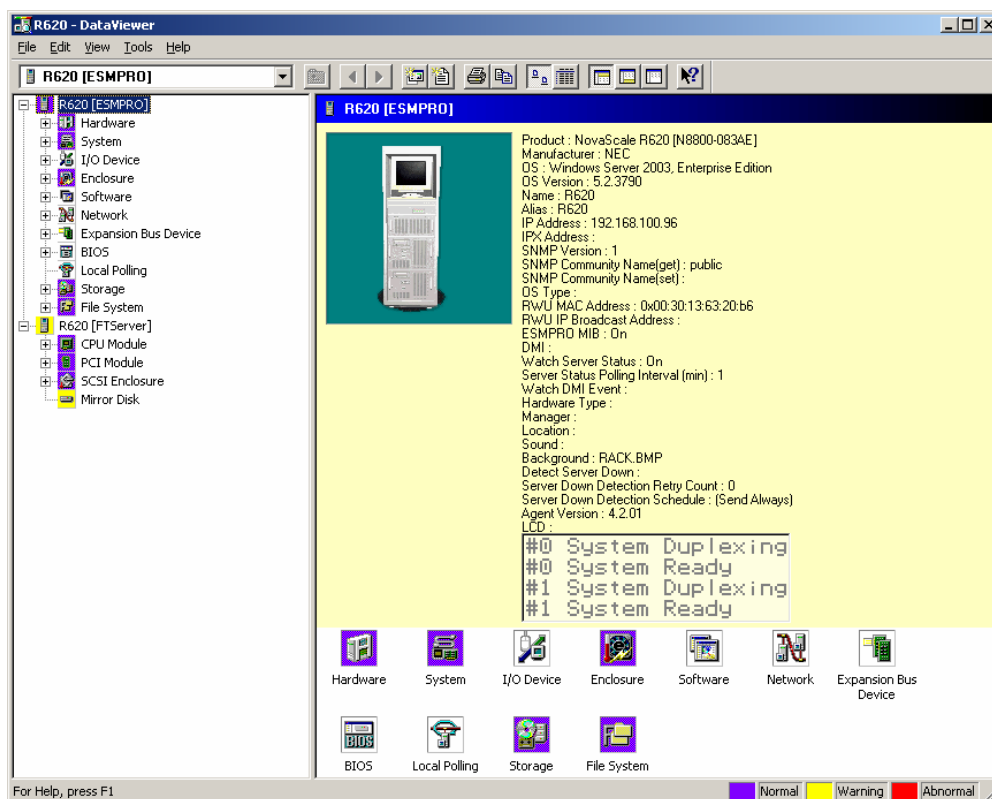 R620 - DataViewer
File Edit View Tools Help
R620 [ESMPRO]
R620 [ESMPRO]
Hardware
System
I/O Device
Enclosure
Software
Network
Expansion Bus Device
BIOS
Local Polling
Storage
File System
R620 [FTServer]
CPU Module
PCI Module
SCSI Enclosure
Mirror Disk
R620 [ESMPRO]
Product : NovaScale R620 [N8800-083AE]
Manufacturer : NEC
OS : Windows Server 2003, Enterprise Edition
OS Version : 5.2.3790
Name : R620
Alias : R620
IP Address : 192.168.100.96
IPX Address :
SNMP Version : 1
SNMP Community Name(get) : public
SNMP Community Name(set) :
OS Type :
RWU MAC Address : 0x00:30:13:63:20:b6
RWU IP Broadcast Address :
ESMPRO MIB : On
DMI :
Watch Server Status : On
Server Status Polling Interval (min) : 1
Watch DMI Event :
Hardware Type :
Manager :
Location :
Sound :
Background : RACK.BMP
Detect Server Down :
Server Down Detection Retry Count : 0
Server Down Detection Schedule : (Send Always)
Agent Version : 4.2.01
LCD :
#0 System Duplexing
#0 System Ready
#1 System Duplexing
#1 System Ready
Hardware System I/O Device Enclosure Software Network Expansion Bus
Device
BIOS
BIOS Local Polling Storage File System
For Help, press F1 Normal Warning Abnormal